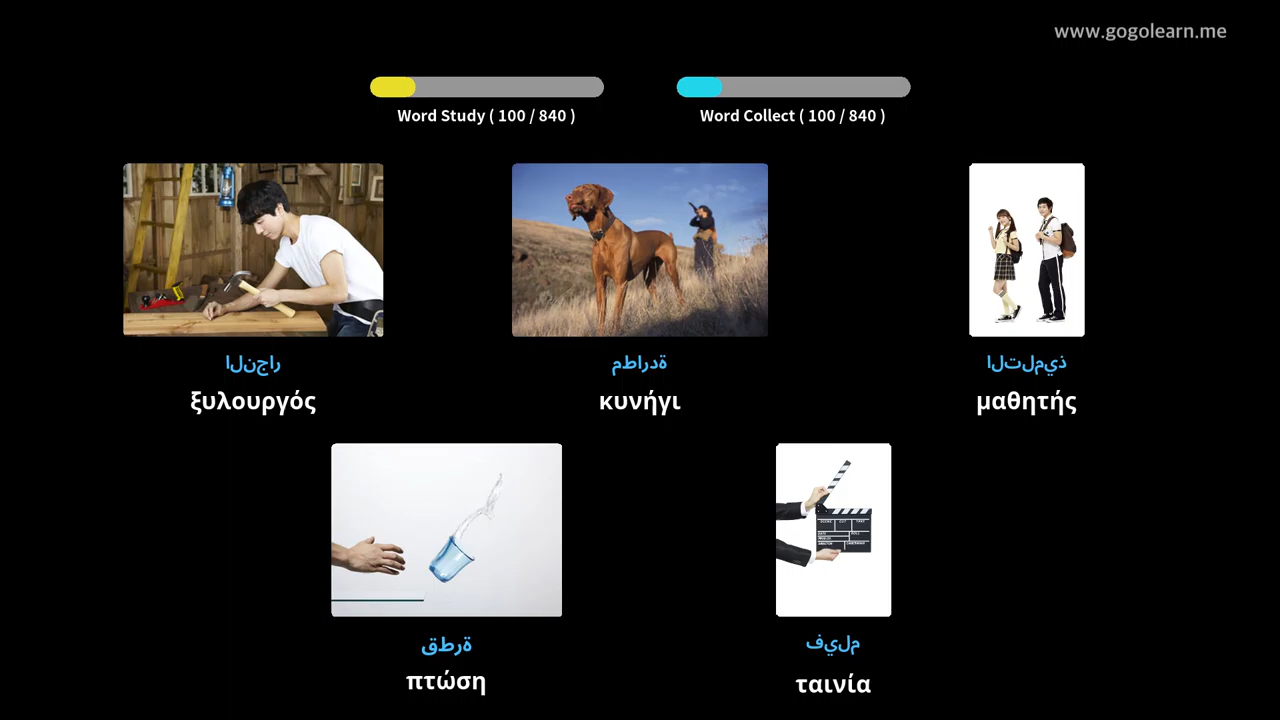 www.gogolearn.me
Word Study ( 100 / 840 )
Word Collect ( 100 / 840 )
النجار
ξυλουργός
مطاردة
κυνήγι
التلميذ
μαθητής
قطرة
πτώση
فيلم
ταινία